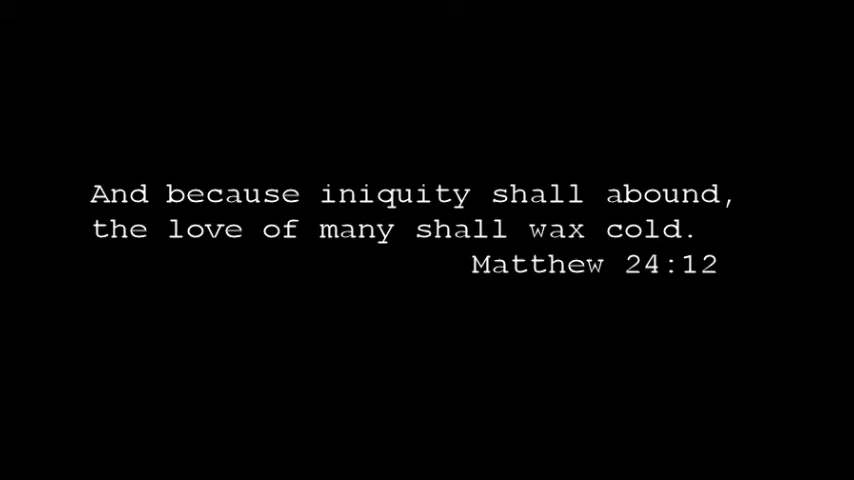 And because iniquity shall abound,
the love of many shall wax cold.
Matthew 24:12